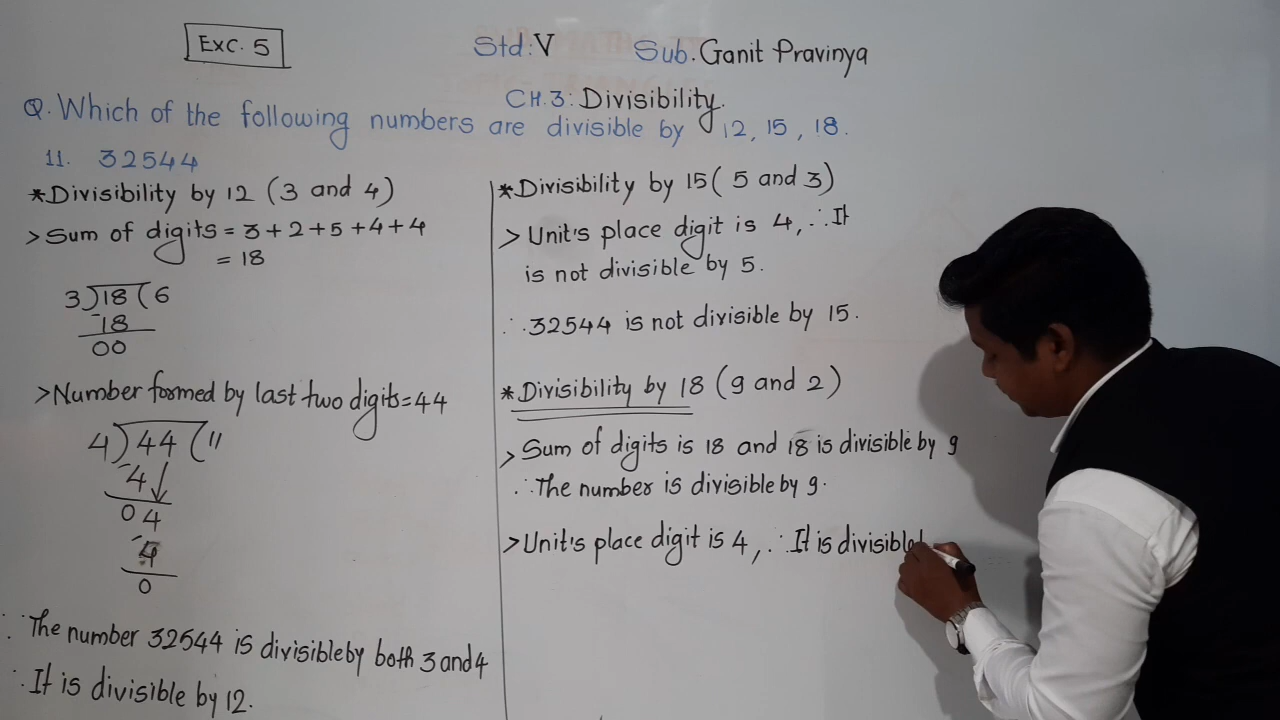 Exc. 5
Std: V Sub. Ganit Pravinya
CH.3: Divisibility.
Q. Which of the following numbers are divisible by 12, 15, 18.
11. 32544
*Divisibility by 12 (3 and 4)
> Sum of digits = 3+2+5+4+4
= 18
3)18(6
-18
00
> Number formed by last two digits=44
4)44(11
-4↓
04
-4
0
∴ The number 32544 is divisible by both 3 and 4
∴ It is divisible by 12.
*Divisibility by 15 (5 and 3)
> Unit's place digit is 4, ∴ It
is not divisible by 5.
∴ 32544 is not divisible by 15.
*Divisibility by 18 (9 and 2)
> Sum of digits is 18 and 18 is divisible by 9
∴ The number is divisible by 9.
> Unit's place digit is 4, ∴ It is divisible